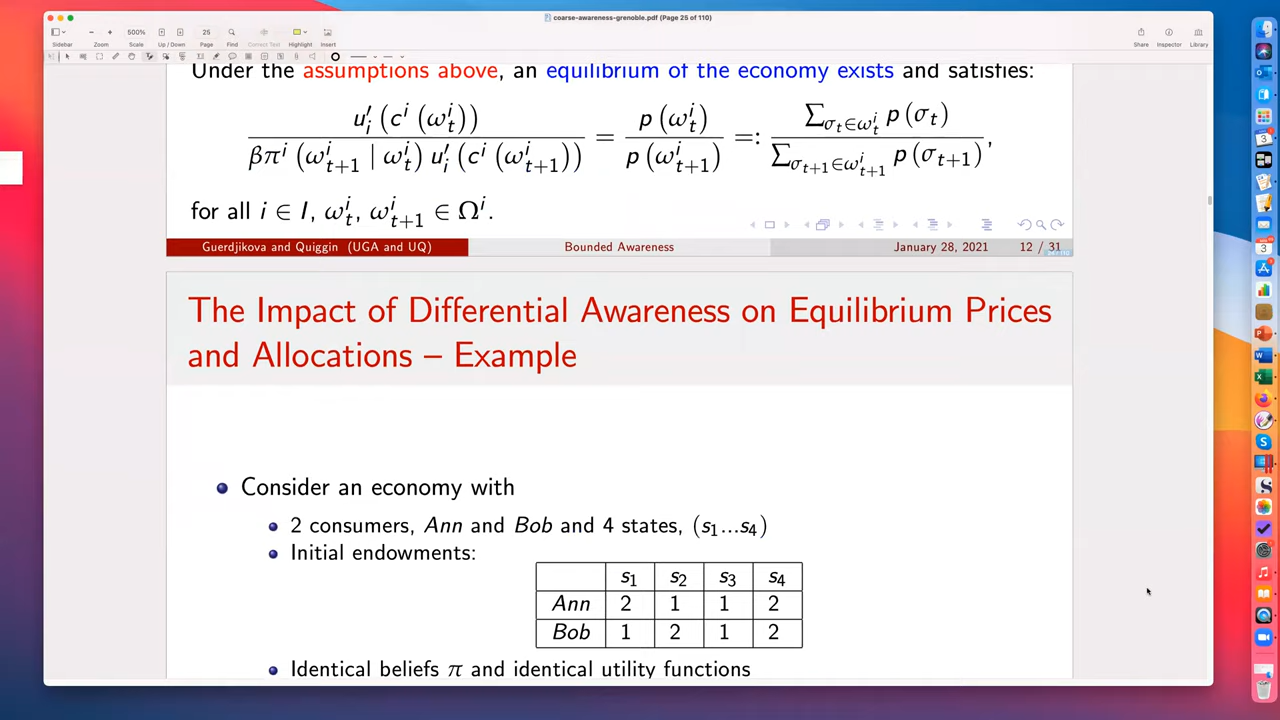 coarse-awareness-grenoble.pdf (Page 25 of 110)
500%
25
Sidebar Zoom Scale Up / Down Page Find Correct Text Highlight Insert Share Inspector Library
Under the assumptions above, an equilibrium of the economy exists and satisfies:
u′ᵢ (cⁱ (ωⁱₜ)) / βπⁱ (ωⁱₜ₊₁ | ωⁱₜ) u′ᵢ (cⁱ (ωⁱₜ₊₁)) = p (ωⁱₜ) / p (ωⁱₜ₊₁) =: ∑σₜ∈ωⁱₜ p (σₜ) / ∑σₜ₊₁∈ωⁱₜ₊₁ p (σₜ₊₁) ,
for all i ∈ I, ωⁱₜ, ωⁱₜ₊₁ ∈ Ωⁱ.
Guerdjikova and Quiggin (UGA and UQ) Bounded Awareness January 28, 2021 12 / 31
The Impact of Differential Awareness on Equilibrium Prices
and Allocations – Example
Consider an economy with
2 consumers, Ann and Bob and 4 states, (s₁...s₄)
Initial endowments:
s₁ s₂ s₃ s₄
Ann 2 1 1 2
Bob 1 2 1 2
Identical beliefs π and identical utility functions